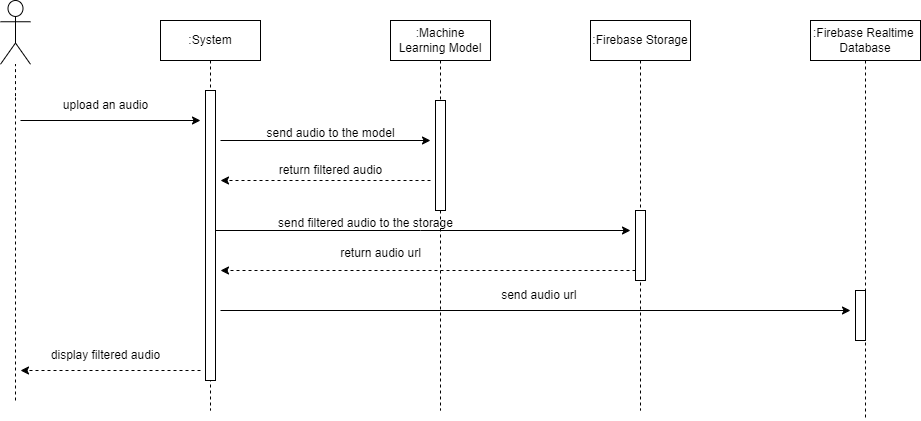 :System
:Machine
Learning Model
:Firebase Storage
:Firebase Realtime
Database
upload an audio
send audio to the model
return filtered audio
send filtered audio to the storage
return audio url
send audio url
display filtered audio